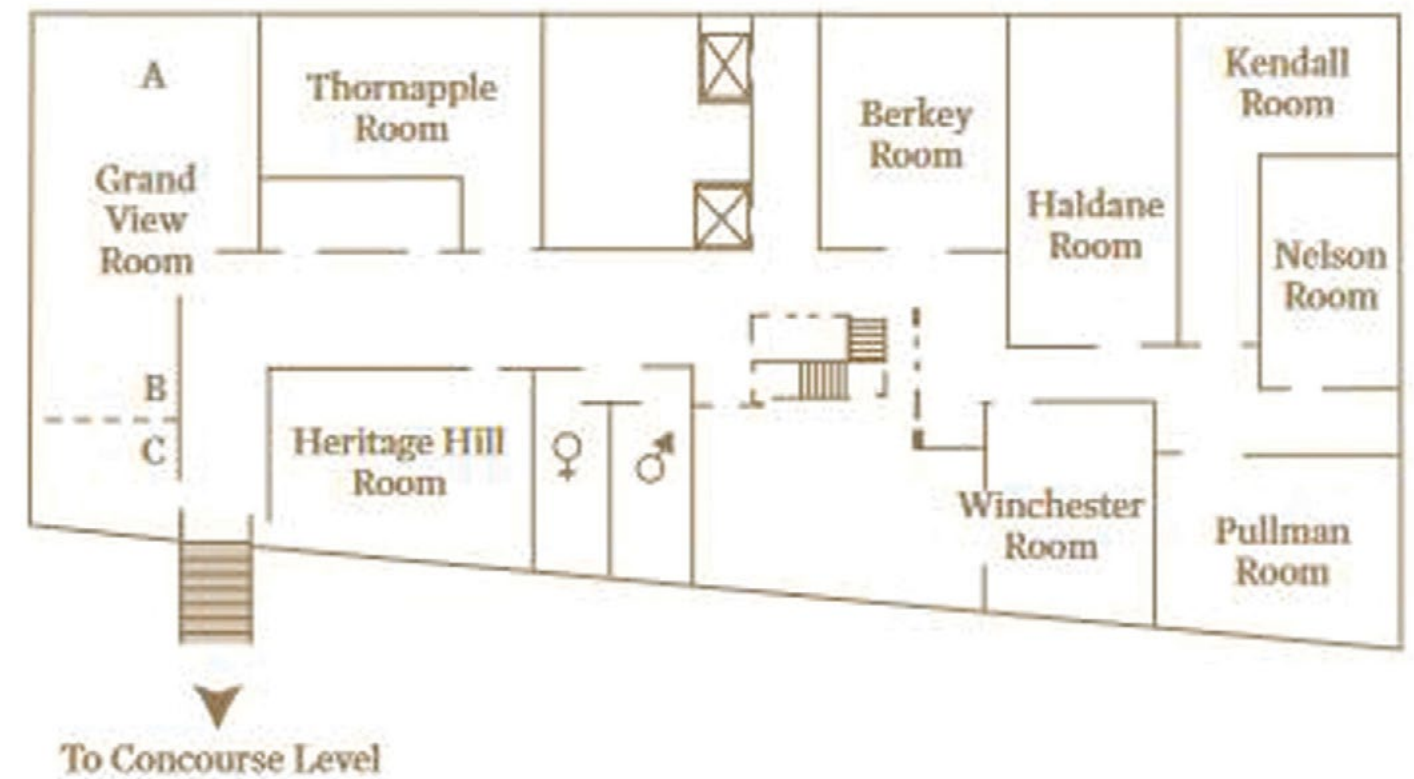 A
Grand
View
Room
B
C
Thornapple
Room
Heritage Hill
Room
Berkey
Room
Haldane
Room
Kendall
Room
Nelson
Room
Winchester
Room
Pullman
Room
To Concourse Level